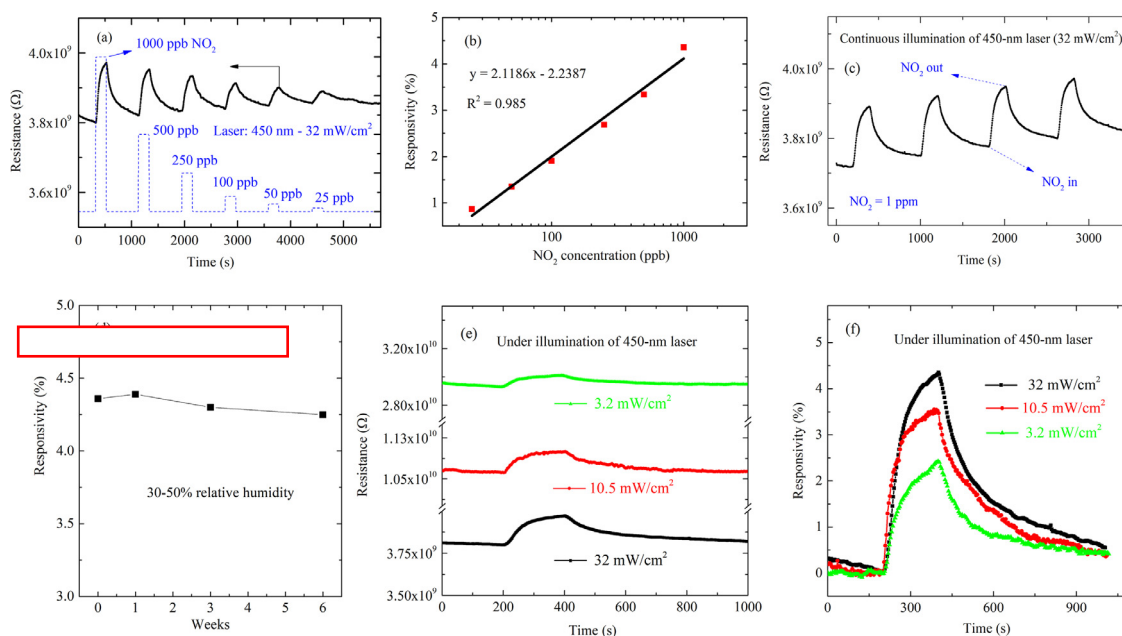 (a)
1000 ppb NO₂
4.0x10⁹
3.8x10⁹
3.6x10⁹
Resistance (Ω)
Laser: 450 nm - 32 mW/cm²
500 ppb
250 ppb
100 ppb
50 ppb
25 ppb
0 1000 2000 3000 4000 5000
Time (s)
(b)
y = 2.1186x - 2.2387
R² = 0.985
5
4
3
2
1
Responsivity (%)
100 1000
NO₂ concentration (ppb)
Continuous illumination of 450-nm laser (32 mW/cm²)
(c)
NO₂ out
4.0x10⁹
3.8x10⁹
3.6x10⁹
Resistance (Ω)
NO₂ in
NO₂ = 1 ppm
0 1000 2000 3000
Time (s)
5.0
4.5
4.0
3.5
3.0
Responsivity (%)
30-50% relative humidity
0 1 2 3 4 5 6
Weeks
(e)
Under illumination of 450-nm laser
3.20x10¹⁰
2.80x10¹⁰
1.13x10¹⁰
1.05x10¹⁰
3.75x10⁹
3.50x10⁹
Resistance (Ω)
3.2 mW/cm²
10.5 mW/cm²
32 mW/cm²
0 200 400 600 800 1000
Time (s)
(f)
Under illumination of 450-nm laser
32 mW/cm²
10.5 mW/cm²
3.2 mW/cm²
5
4
3
2
1
0
Responsivity (%)
0 300 600 900
Time (s)